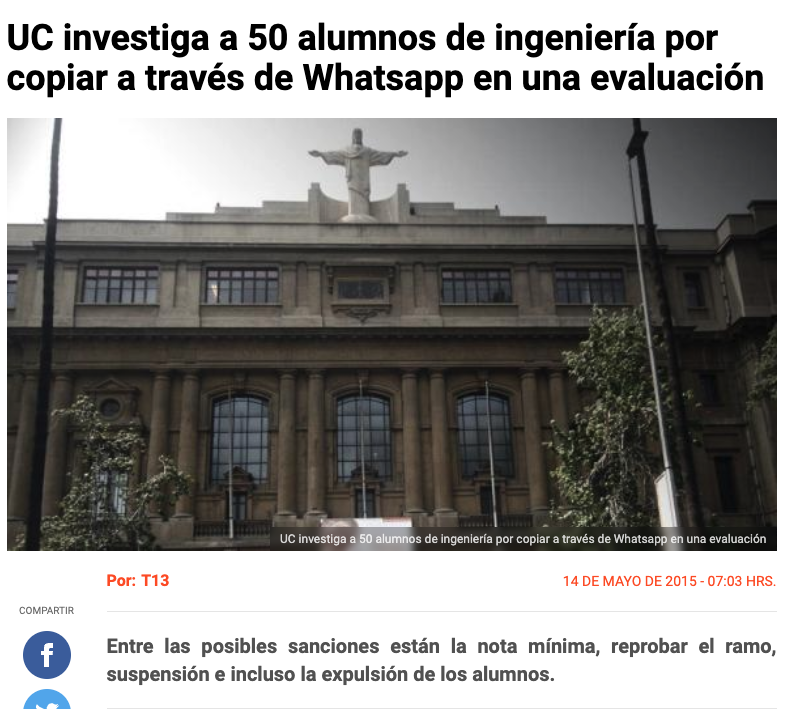 UC investiga a 50 alumnos de ingeniería por
copiar a través de Whatsapp en una evaluación
UC investiga a 50 alumnos de ingeniería por copiar a través de Whatsapp en una evaluación
Por: T13
14 DE MAYO DE 2015 - 07:03 HRS.
COMPARTIR
f
Entre las posibles sanciones están la nota mínima, reprobar el ramo,
suspensión e incluso la expulsión de los alumnos.